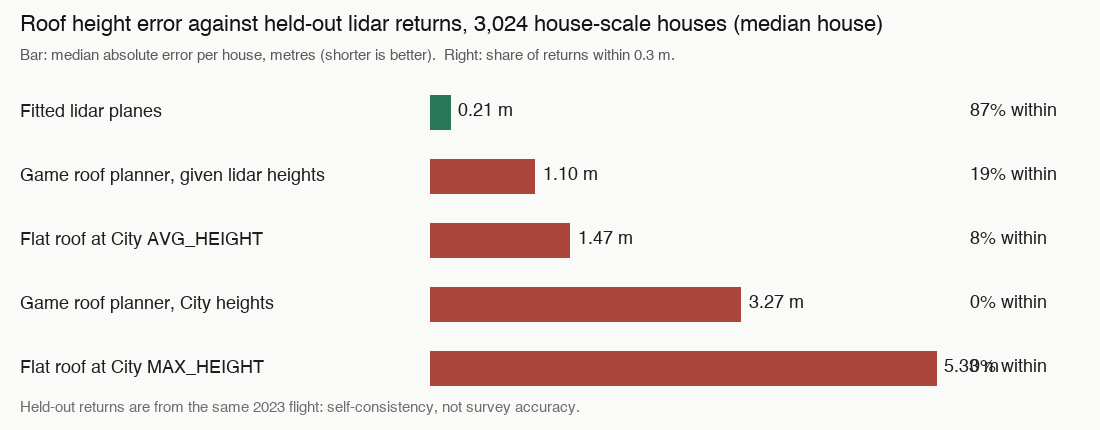 Roof height error against held-out lidar returns, 3,024 house-scale houses (median house)
Bar: median absolute error per house, metres (shorter is better).  Right: share of returns within 0.3 m.
Fitted lidar planes 0.21 m 87% within
Game roof planner, given lidar heights 1.10 m 19% within
Flat roof at City AVG_HEIGHT 1.47 m 8% within
Game roof planner, City heights 3.27 m 0% within
Flat roof at City MAX_HEIGHT within
Held-out returns are from the same 2023 flight: self-consistency, not survey accuracy.